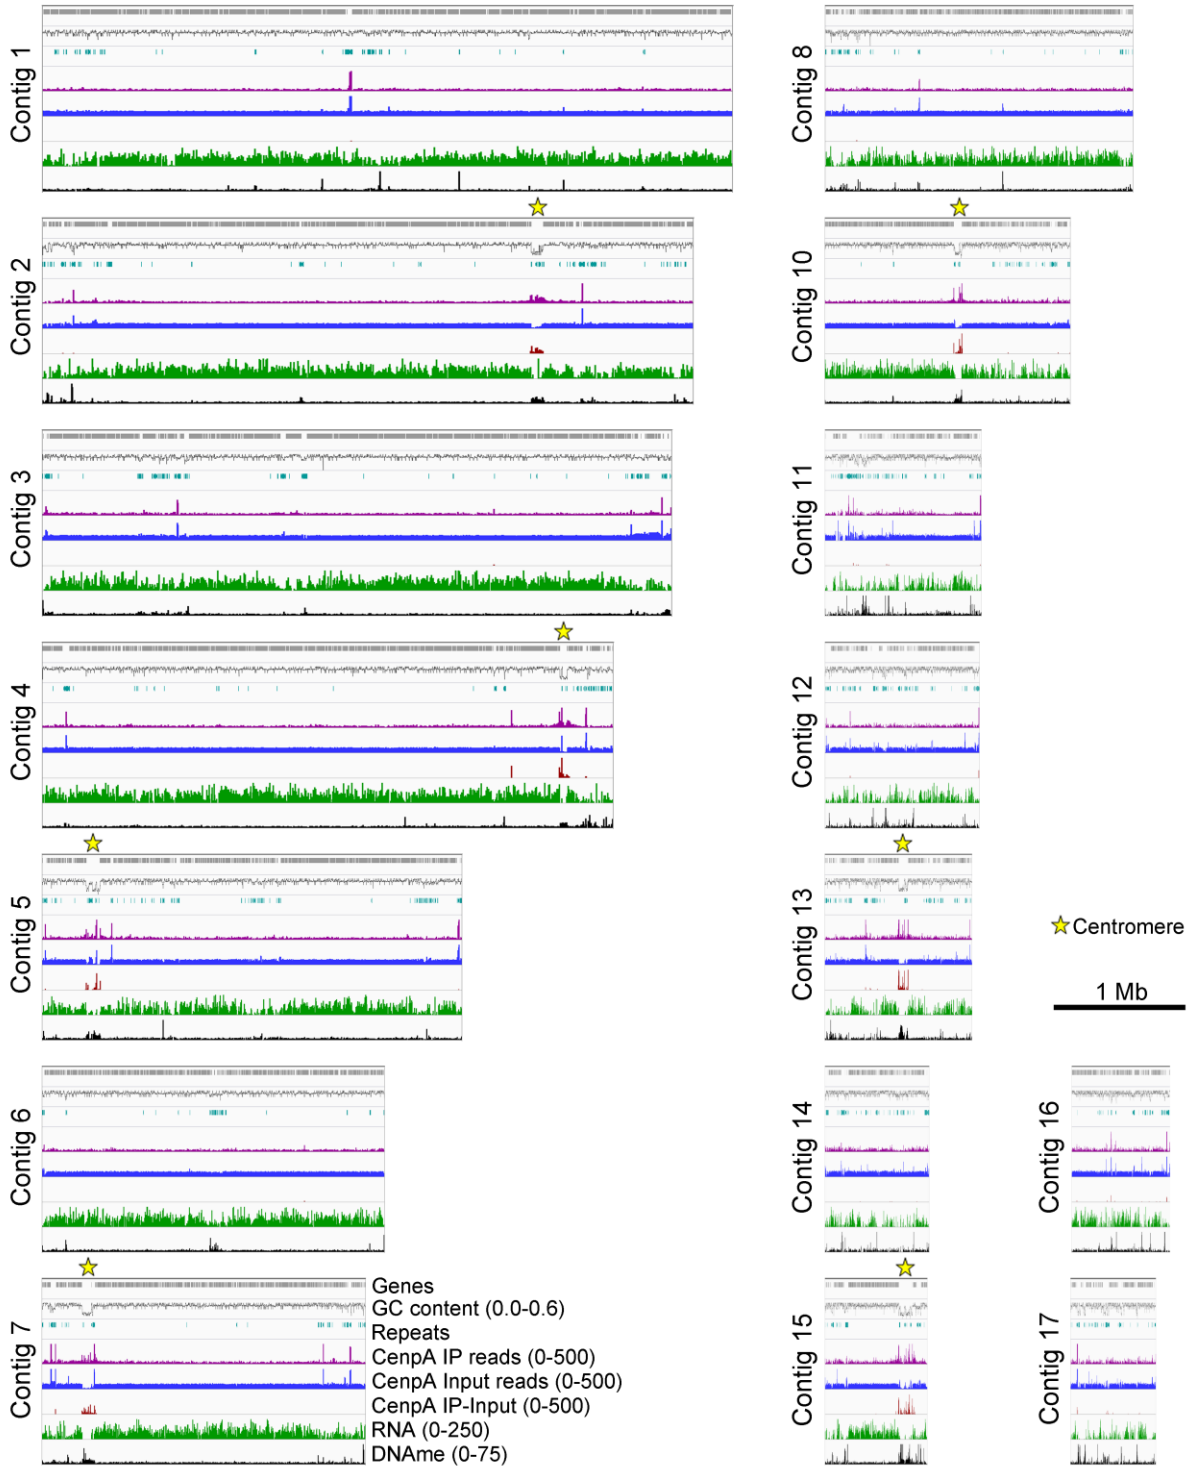 Contig 1
Contig 8
Contig 2
Contig 10
Contig 3
Contig 11
Contig 4
Contig 12
Contig 5
Contig 13
Centromere
1 Mb
Contig 6
Contig 14
Contig 16
Contig 7
Genes
GC content (0.0-0.6)
Repeats
CenpA IP reads (0-500)
CenpA Input reads (0-500)
CenpA IP-Input (0-500)
RNA (0-250)
DNAme (0-75)
Contig 15
Contig 17